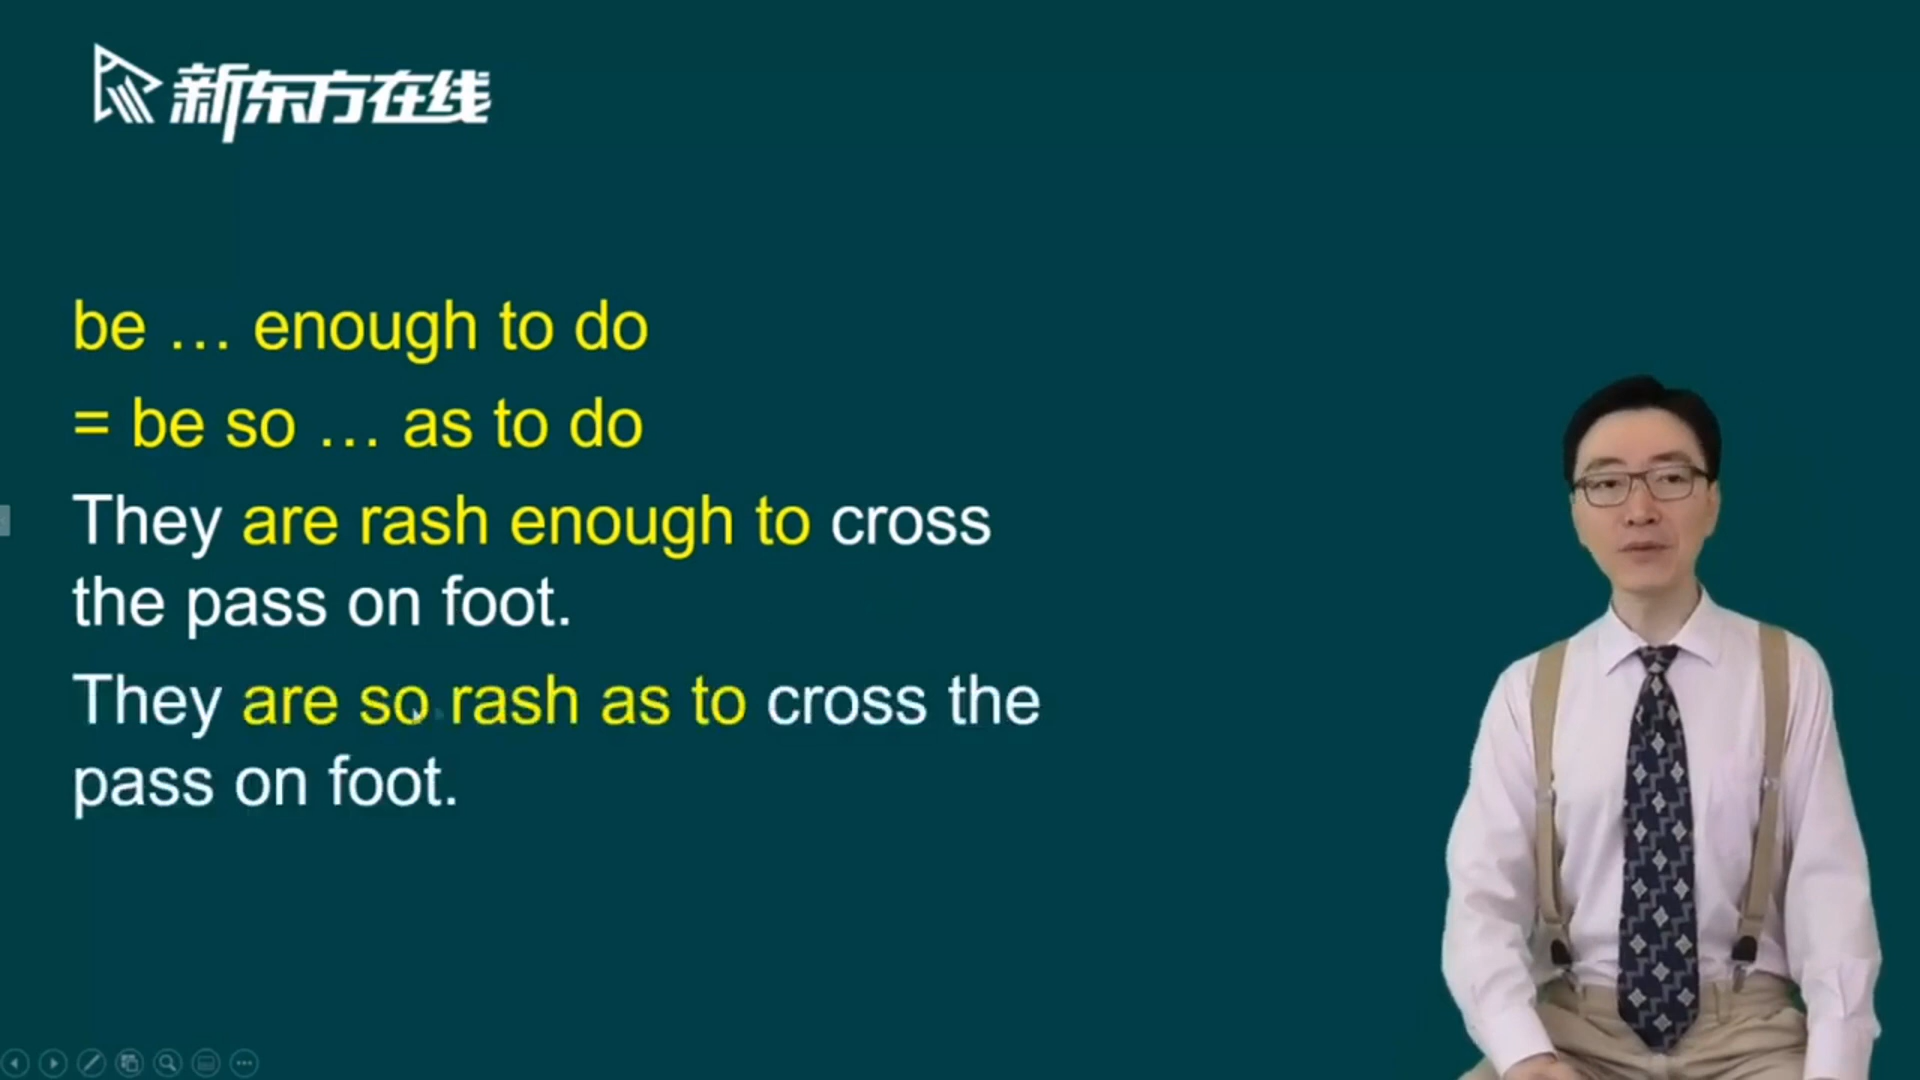 新东方在线
be … enough to do
= be so … as to do
They are rash enough to cross
the pass on foot.
They are so rash as to cross the
pass on foot.